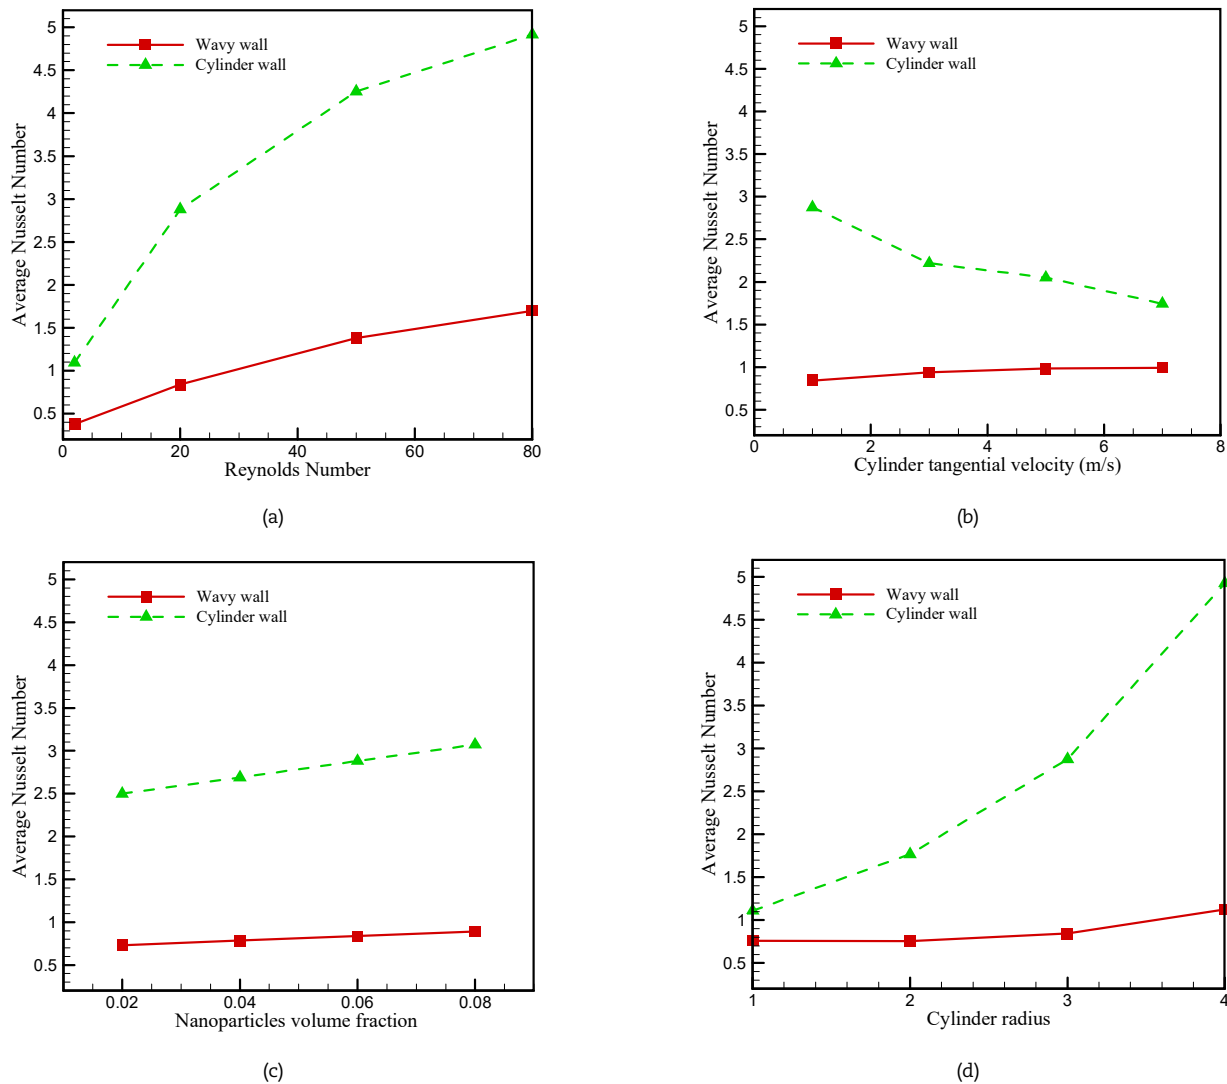 5
4.5
4
3.5
3
2.5
2
1.5
1
0.5
Average Nusselt Number
Wavy wall
Cylinder wall
0 20 40 60 80
Reynolds Number
(a)
5
4.5
4
3.5
3
2.5
2
1.5
1
0.5
Average Nusselt Number
Wavy wall
Cylinder wall
0 2 4 6 8
Cylinder tangential velocity (m/s)
(b)
5
4.5
4
3.5
3
2.5
2
1.5
1
0.5
Average Nusselt Number
Wavy wall
Cylinder wall
0.02 0.04 0.06 0.08
Nanoparticles volume fraction
(c)
5
4.5
4
3.5
3
2.5
2
1.5
1
0.5
Average Nusselt Number
Wavy wall
Cylinder wall
1 2 3 4
Cylinder radius
(d)